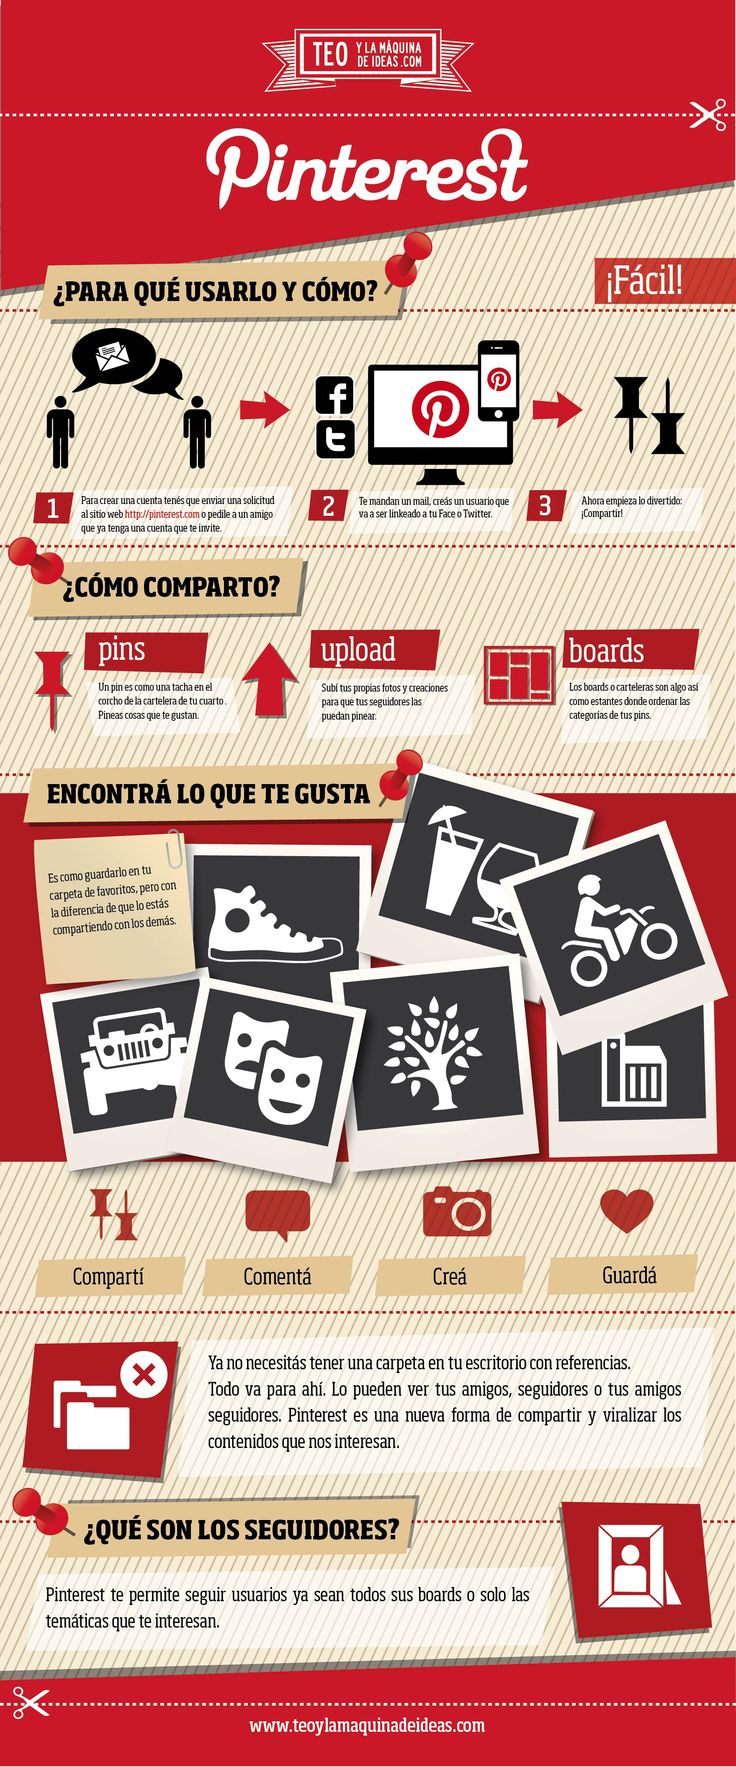 TEO Y LA MÁQUINA
DE IDEAS.COM
Pinterest
¿PARA QUÉ USARLO Y CÓMO?
¡Fácil!
1
Para crear una cuenta tenés que enviar una solicitud
al sitio web http://pinterest.com o pedile a un amigo
que ya tenga una cuenta que te invite.
2
Te mandan un mail, creás un usuario que
va a ser linkeado a tu Face o Twitter.
3
Ahora empieza lo divertido:
¡Compartir!
¿CÓMO COMPARTO?
pins
Un pin es como una tacha en el
corcho de la cartelera de tu cuarto .
Pineas cosas que te gustan.
upload
Subí tus propias fotos y creaciones
para que tus seguidores las
puedan pinear.
boards
Los boards o carteleras son algo así
como estantes donde ordenar las
categorías de tus pins.
ENCONTRÁ LO QUE TE GUSTA
Es como guardarlo en tu
carpeta de favoritos, pero con
la diferencia de que lo estás
compartiendo con los demás.
Compartí
Comentá
Creá
Guardá
Ya no necesitás tener una carpeta en tu escritorio con referencias.
Todo va para ahí. Lo pueden ver tus amigos, seguidores o tus amigos
seguidores. Pinterest es una nueva forma de compartir y viralizar los
contenidos que nos interesan.
¿QUÉ SON LOS SEGUIDORES?
Pinterest te permite seguir usuarios ya sean todos sus boards o solo las
temáticas que te interesan.
www.teoylamaquinadeideas.com